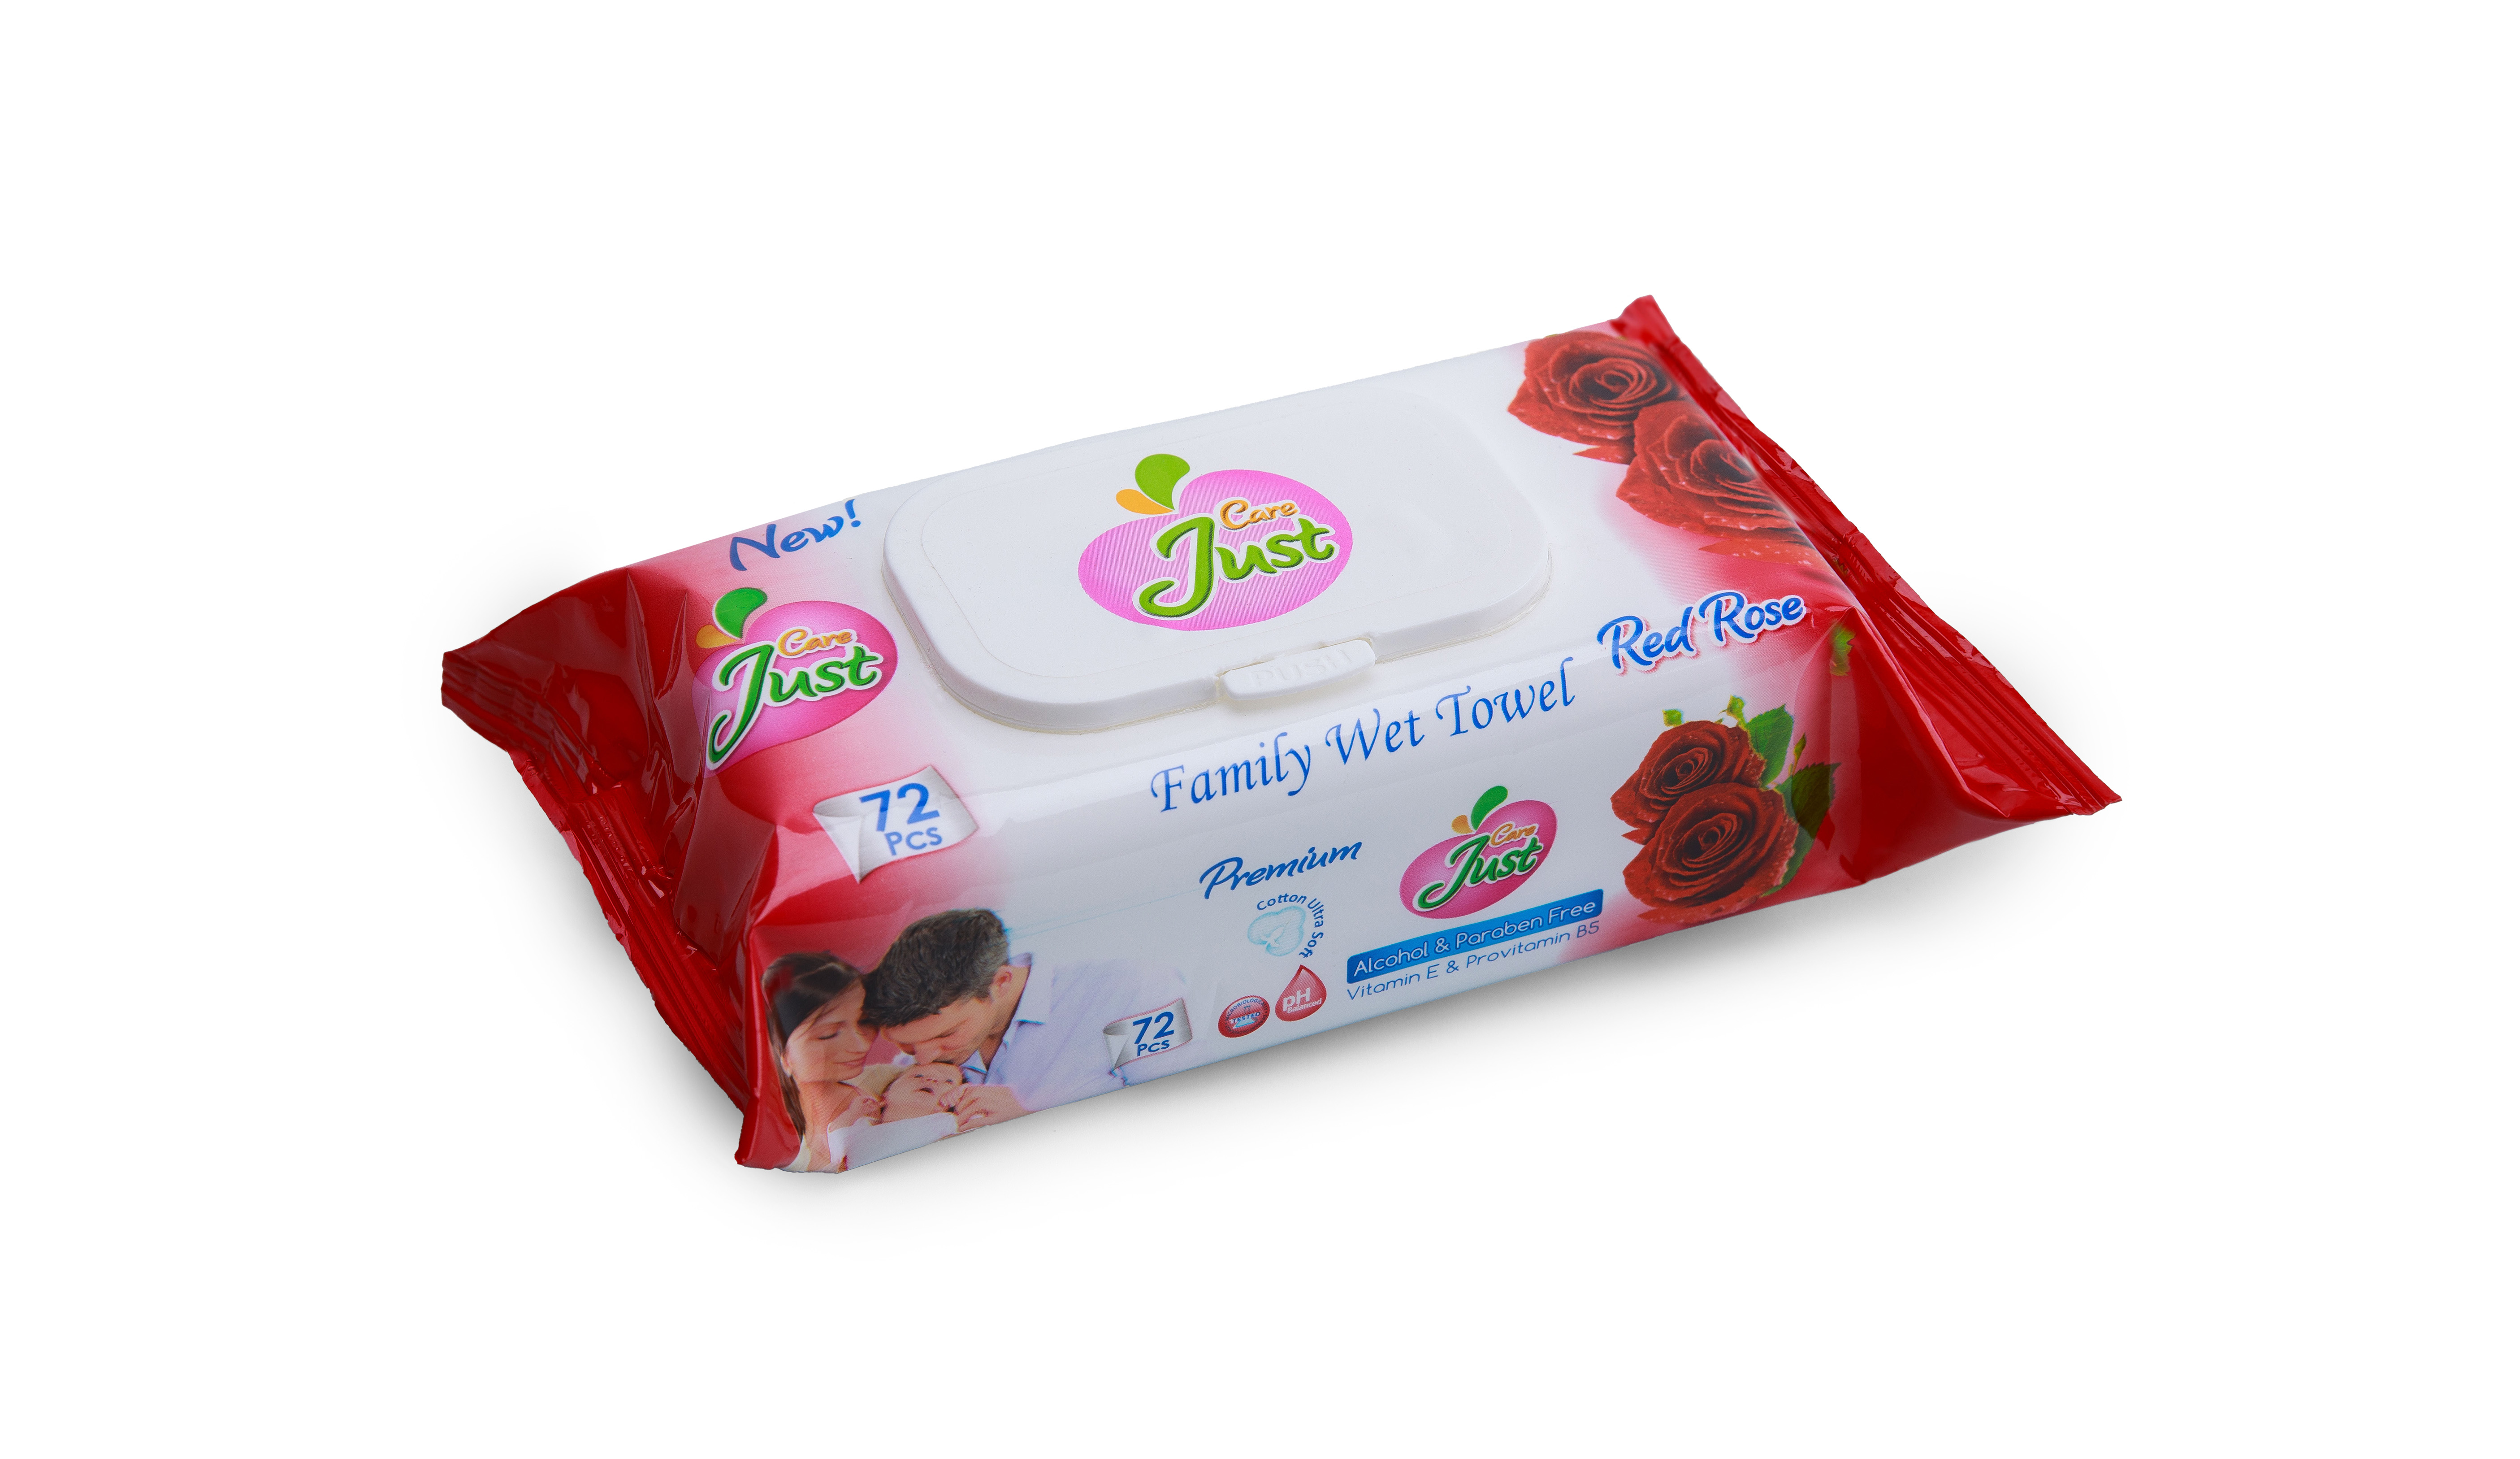 New!
Care
Just
Care
Just
PUSH
72
PCS
Family Wet Towel
Red Rose
Premium
Cotton Ultra Soft
Care
Just
Alcohol & Paraben Free
Vitamin E & Provitamin B5
TESTED
pH
Balanced
72
PCS